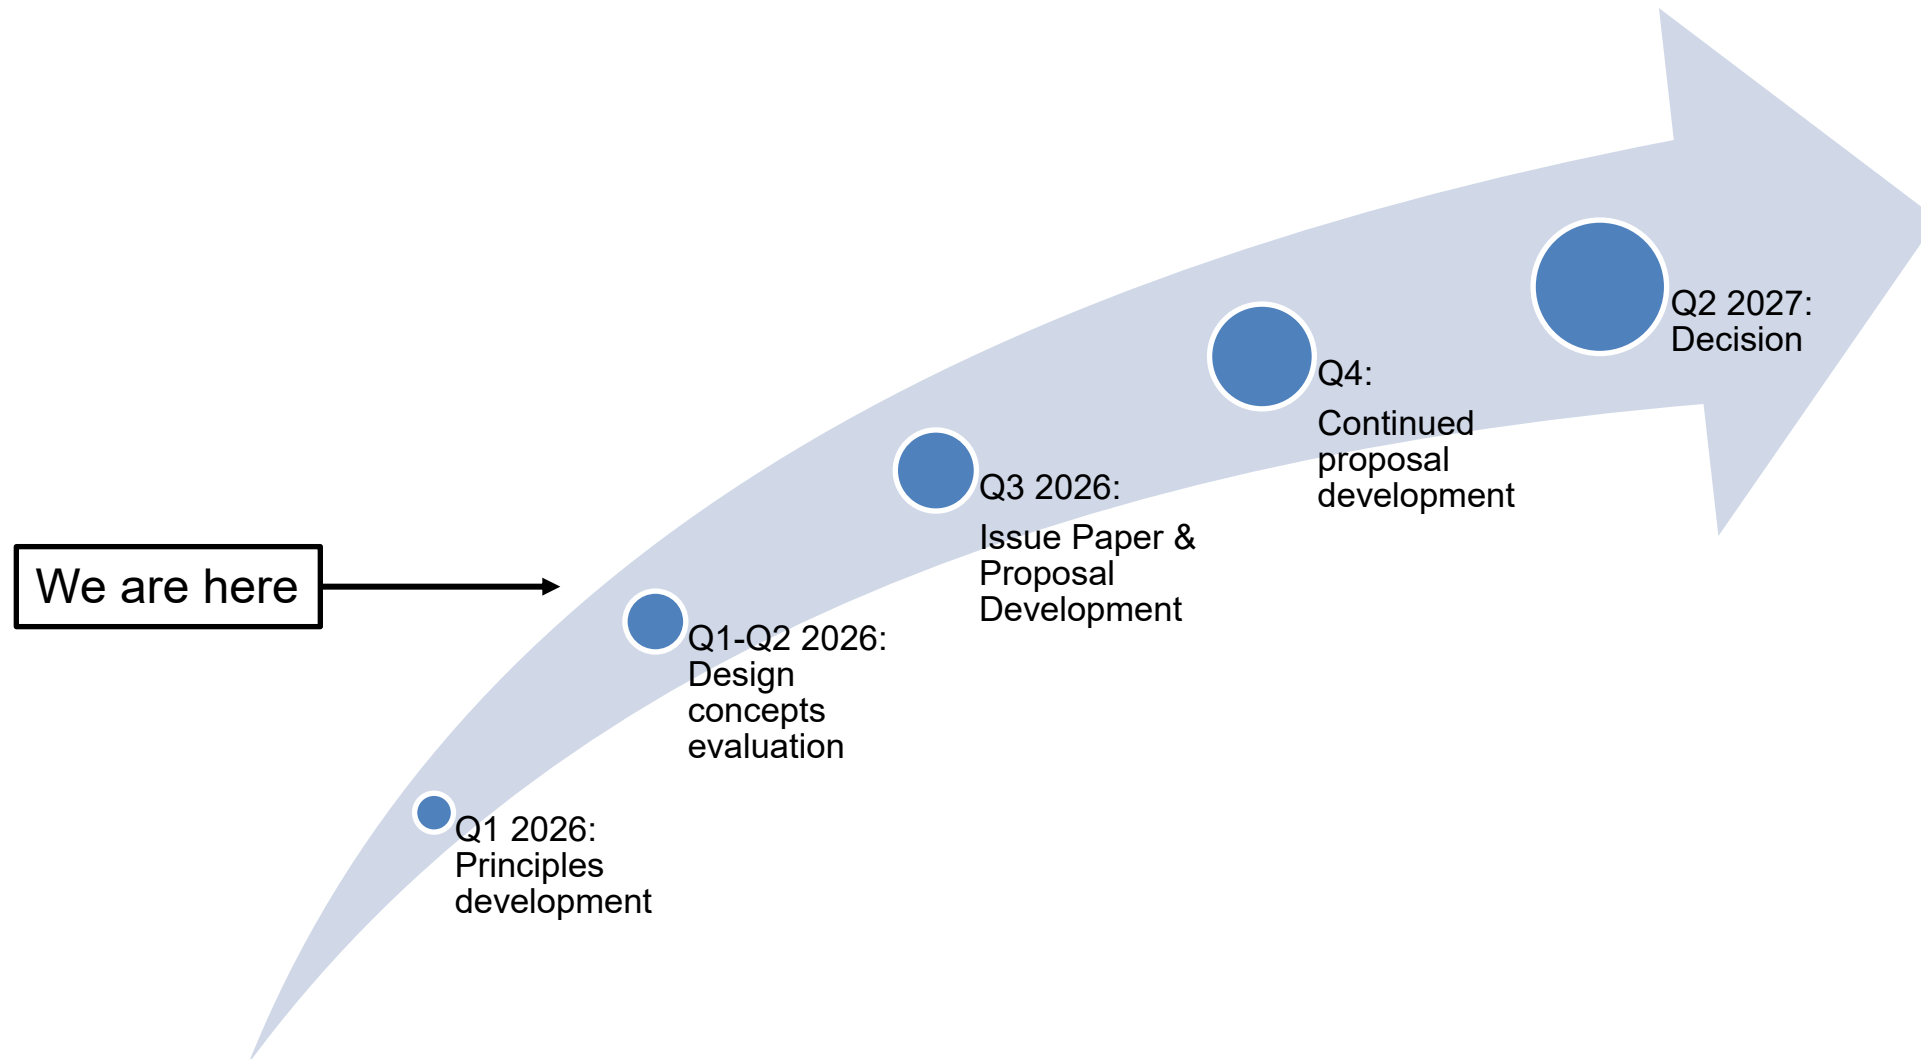 We are here
Q1 2026:
Principles
development
Q1-Q2 2026:
Design
concepts
evaluation
Q3 2026:
Issue Paper &
Proposal
Development
Q4:
Continued
proposal
development
Q2 2027:
Decision